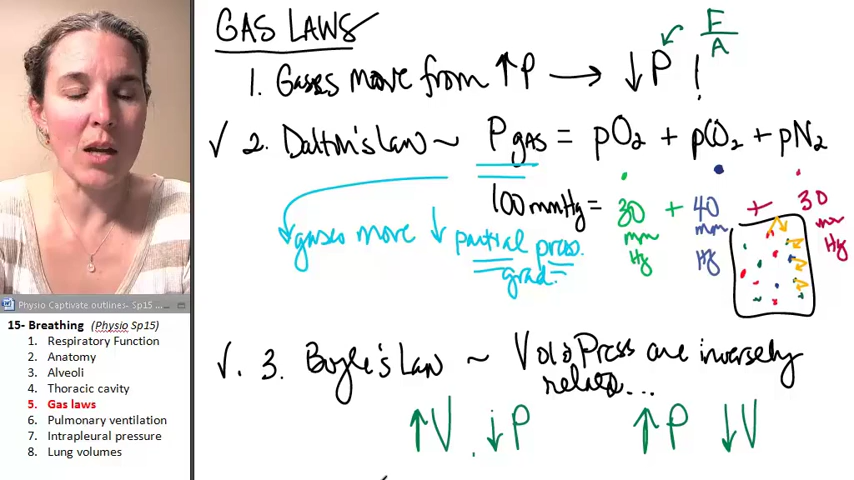 GAS LAWS
F
A
1. Gases move from ↑P → ↓P !
✓ 2. Dalton's Law ~ P gas = pO2 + pCO2 + pN2
100 mmHg = 30 mm Hg + 40 mm Hg + 30 mm Hg
gases move ↓ partial press. grad.
✓. 3. Boyle's Law ~ Vol & Press are inversely
related...
↑V ↓P ↑P ↓V
Physio Captivate outlines- Sp15 ...
15- Breathing (Physio Sp15)
1. Respiratory Function
2. Anatomy
3. Alveoli
4. Thoracic cavity
5. Gas laws
6. Pulmonary ventilation
7. Intrapleural pressure
8. Lung volumes